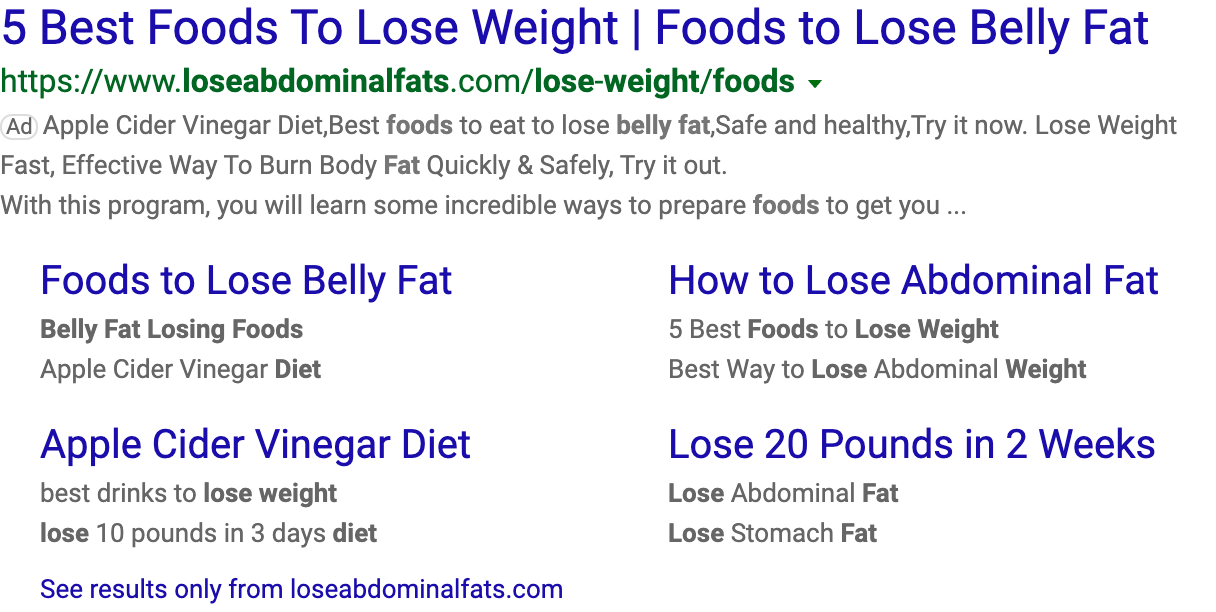 5 Best Foods To Lose Weight | Foods to Lose Belly Fat
https://www.loseabdominalfats.com/lose-weight/foods
Ad Apple Cider Vinegar Diet,Best foods to eat to lose belly fat,Safe and healthy,Try it now. Lose Weight
Fast, Effective Way To Burn Body Fat Quickly & Safely, Try it out.
With this program, you will learn some incredible ways to prepare foods to get you ...
Foods to Lose Belly Fat
Belly Fat Losing Foods
Apple Cider Vinegar Diet
How to Lose Abdominal Fat
5 Best Foods to Lose Weight
Best Way to Lose Abdominal Weight
Apple Cider Vinegar Diet
best drinks to lose weight
lose 10 pounds in 3 days diet
Lose 20 Pounds in 2 Weeks
Lose Abdominal Fat
Lose Stomach Fat
See results only from loseabdominalfats.com